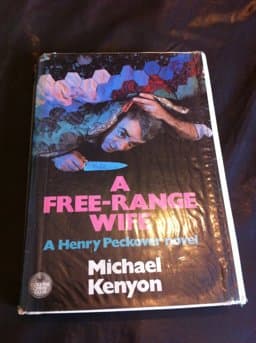 A
FREE-RANGE
WIFE
A Henry Peckover novel
Michael
Kenyon